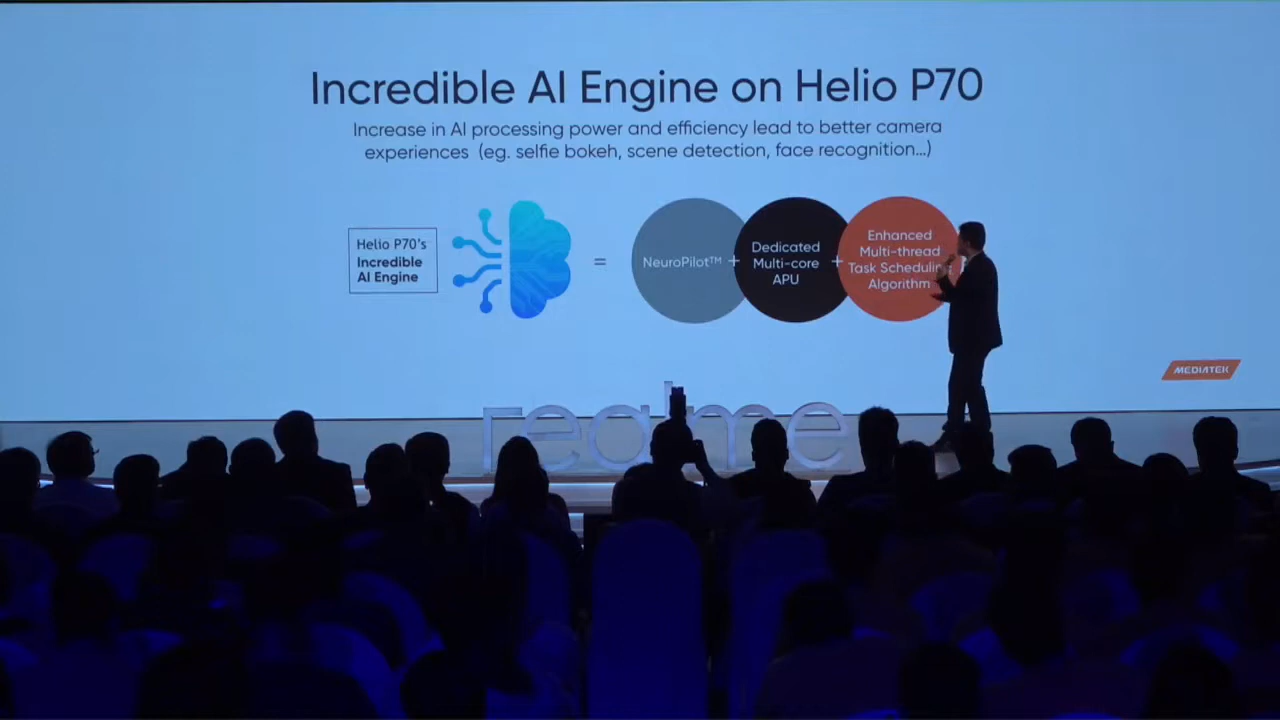 Incredible AI Engine on Helio P70
Increase in AI processing power and efficiency lead to better camera
experiences (eg. selfie bokeh, scene detection, face recognition...)
Helio P70's
Incredible
AI Engine
=
NeuroPilot™
+
Dedicated
Multi-core
APU
+
Enhanced
Multi-thread
Task Scheduling
Algorithm
MEDIATEK
realme